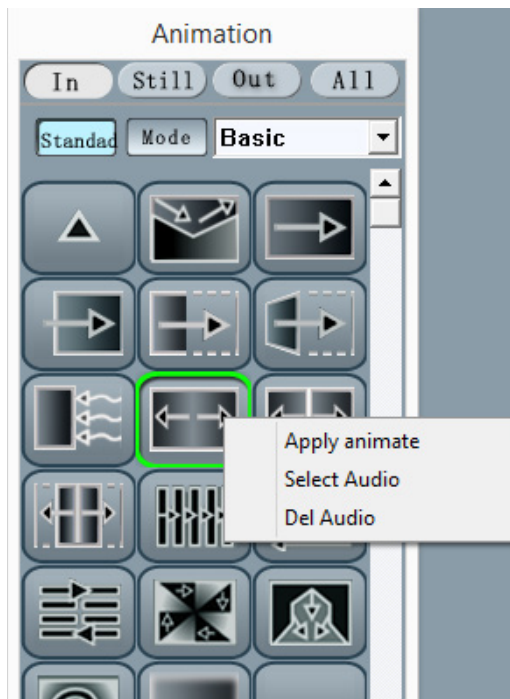 Animation
In Still Out All
Standad Mode Basic
Apply animate
Select Audio
Del Audio